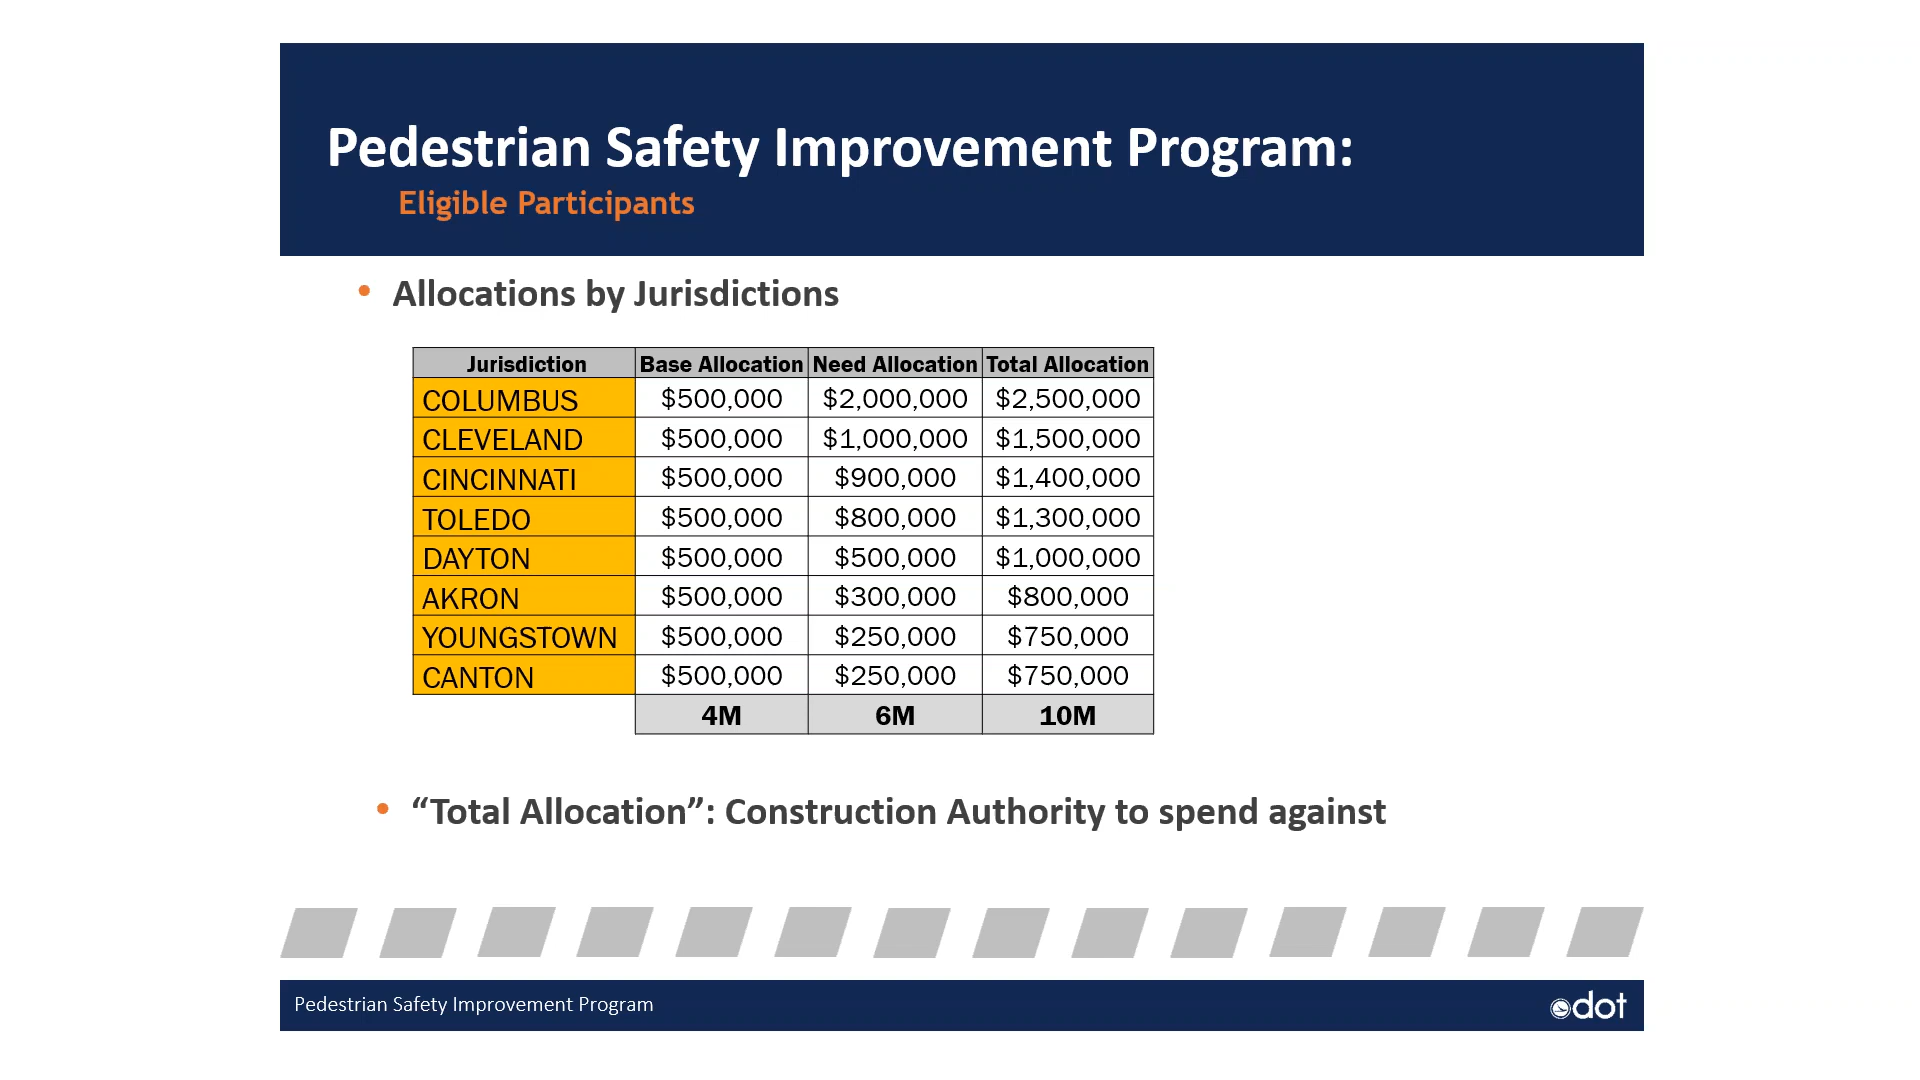 Pedestrian Safety Improvement Program:
Eligible Participants
• Allocations by Jurisdictions
Jurisdiction Base Allocation Need Allocation Total Allocation
COLUMBUS $500,000 $2,000,000 $2,500,000
CLEVELAND $500,000 $1,000,000 $1,500,000
CINCINNATI $500,000 $900,000 $1,400,000
TOLEDO $500,000 $800,000 $1,300,000
DAYTON $500,000 $500,000 $1,000,000
AKRON $500,000 $300,000 $800,000
YOUNGSTOWN $500,000 $250,000 $750,000
CANTON $500,000 $250,000 $750,000
4M 6M 10M
• “Total Allocation”: Construction Authority to spend against
Pedestrian Safety Improvement Program
dot